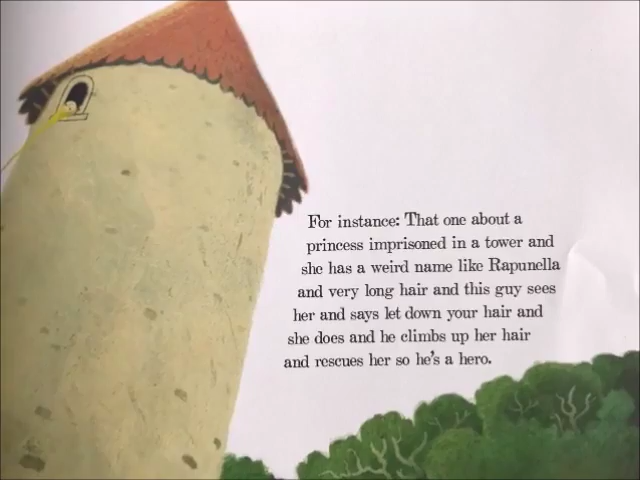 For instance: That one about a
princess imprisoned in a tower and
she has a weird name like Rapunella
and very long hair and this guy sees
her and says let down your hair and
she does and he climbs up her hair
and rescues her so he's a hero.